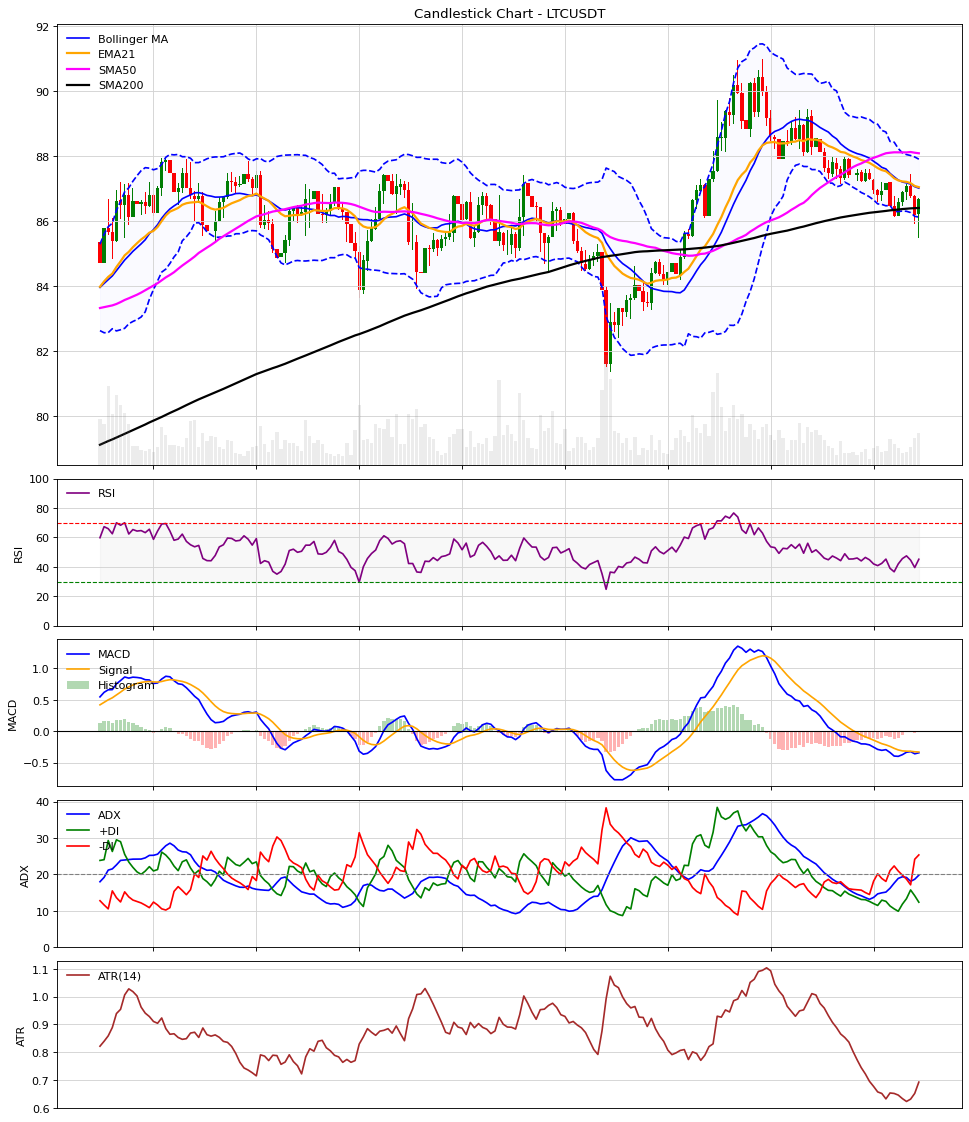 Candlestick Chart - LTCUSDT
92
90
88
86
84
82
80
Bollinger MA
EMA21
SMA50
SMA200
100
80
60
40
20
0
RSI
RSI
1.0
0.5
0.0
−0.5
MACD
MACD
Signal
Histogram
40
30
20
10
0
ADX
ADX
+DI
-DI
1.1
1.0
0.9
0.8
0.7
0.6
ATR
ATR(14)